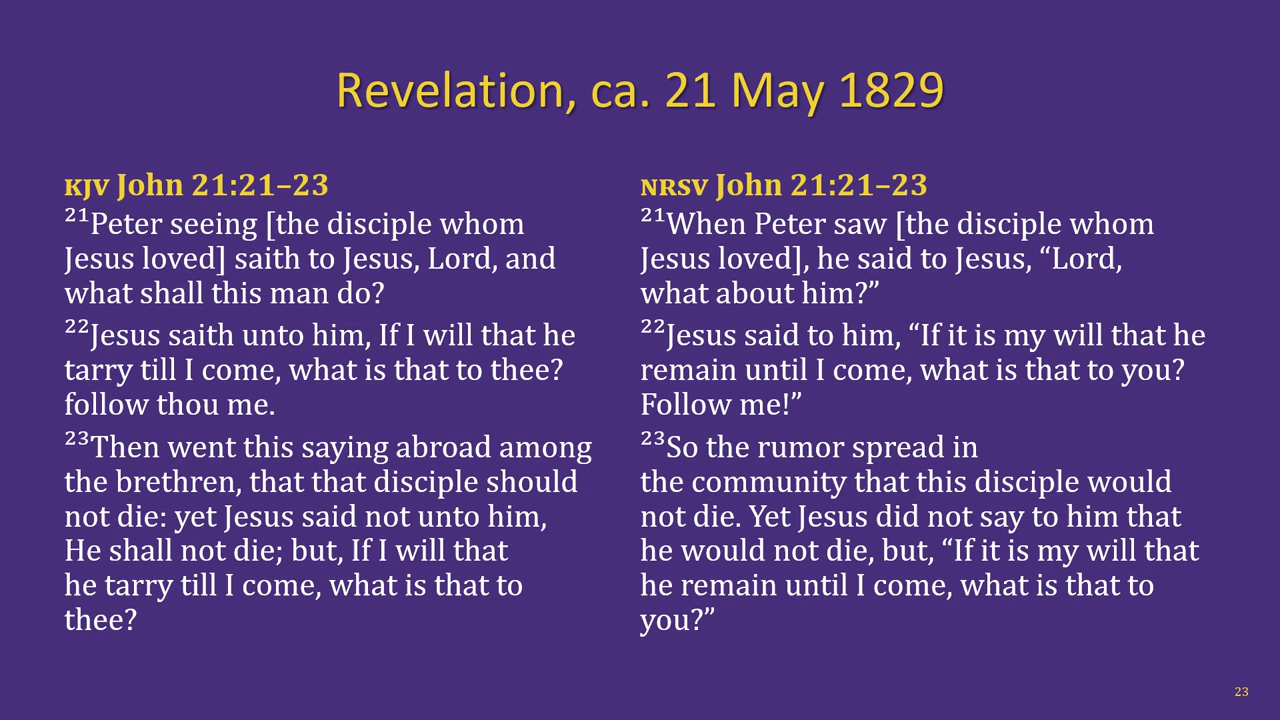 Revelation, ca. 21 May 1829
KJV John 21:21–23
²¹Peter seeing [the disciple whom
Jesus loved] saith to Jesus, Lord, and
what shall this man do?
²²Jesus saith unto him, If I will that he
tarry till I come, what is that to thee?
follow thou me.
²³Then went this saying abroad among
the brethren, that that disciple should
not die: yet Jesus said not unto him,
He shall not die; but, If I will that
he tarry till I come, what is that to
thee?
NRSV John 21:21–23
²¹When Peter saw [the disciple whom
Jesus loved], he said to Jesus, “Lord,
what about him?”
²²Jesus said to him, “If it is my will that he
remain until I come, what is that to you?
Follow me!”
²³So the rumor spread in
the community that this disciple would
not die. Yet Jesus did not say to him that
he would not die, but, “If it is my will that
he remain until I come, what is that to
you?”
23